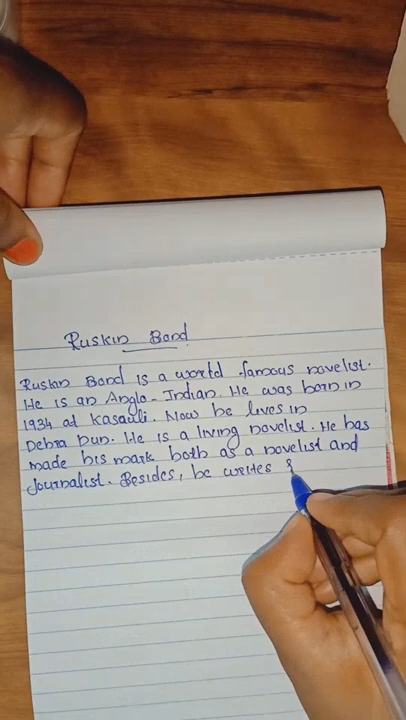 Ruskin Bond
Ruskin Bond is a world famous novelist.
He is an Anglo-Indian. He was born in
1934 at Kasauli. Now he lives in
Dehra Dun. He is a living novelist. He has
made his mark both as a novelist and
Journalist. Besides, he writes